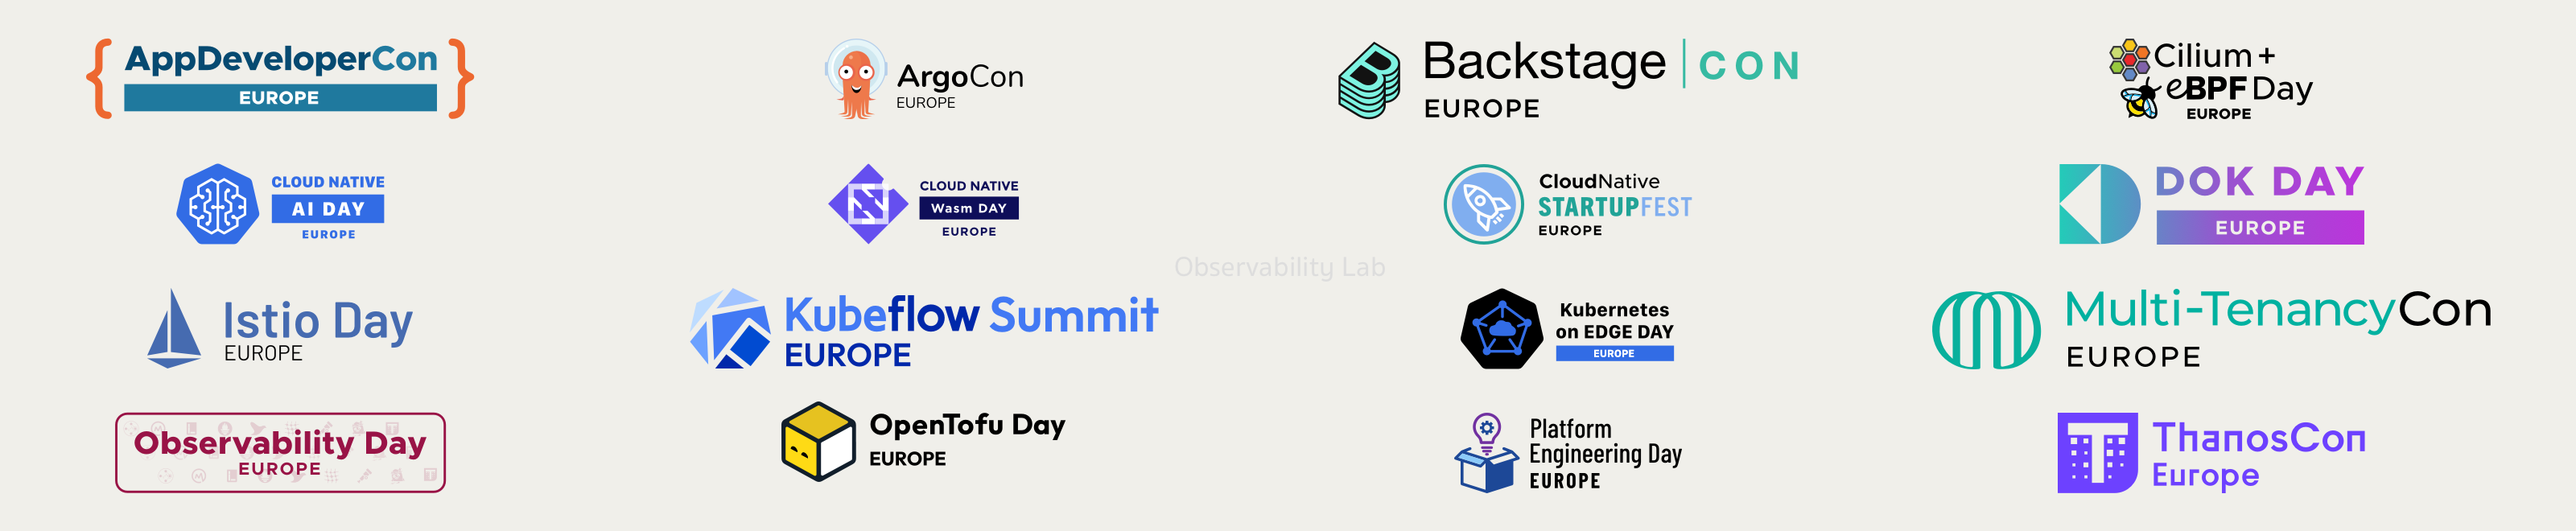 AppDeveloperCon
EUROPE
ArgoCon
EUROPE
Backstage | CON
EUROPE
Cilium +
eBPF Day
EUROPE
CLOUD NATIVE
AI DAY
EUROPE
CLOUD NATIVE
Wasm DAY
EUROPE
CloudNative
STARTUPFEST
EUROPE
DOK DAY
EUROPE
Observability Lab
Istio Day
EUROPE
Kubeflow Summit
EUROPE
Kubernetes
on EDGE DAY
EUROPE
Multi-TenancyCon
EUROPE
Observability Day
EUROPE
OpenTofu Day
EUROPE
Platform
Engineering Day
EUROPE
ThanosCon
Europe